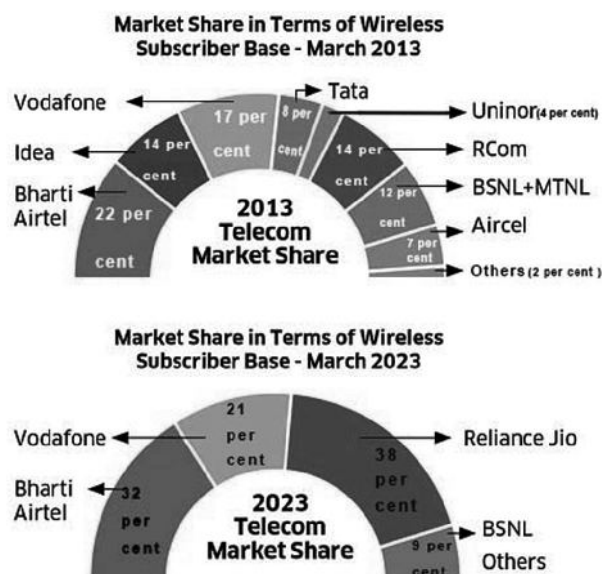 Market Share in Terms of Wireless
Subscriber Base - March 2013
Vodafone
17 per
cent
8 per
cent
Tata
Uninor(4 per cent)
Idea
14 per
cent
14 per
cent
RCom
Bharti
Airtel
22 per
cent
2013
Telecom
Market Share
12 per
cent
BSNL+MTNL
7 per
cent
Aircel
Others (2 per cent )
Market Share in Terms of Wireless
Subscriber Base - March 2023
Vodafone
21
per
cent
38
per
cent
Reliance Jio
Bharti
Airtel
32
per
cent
2023
Telecom
Market Share
9 per
cent
BSNL
Others